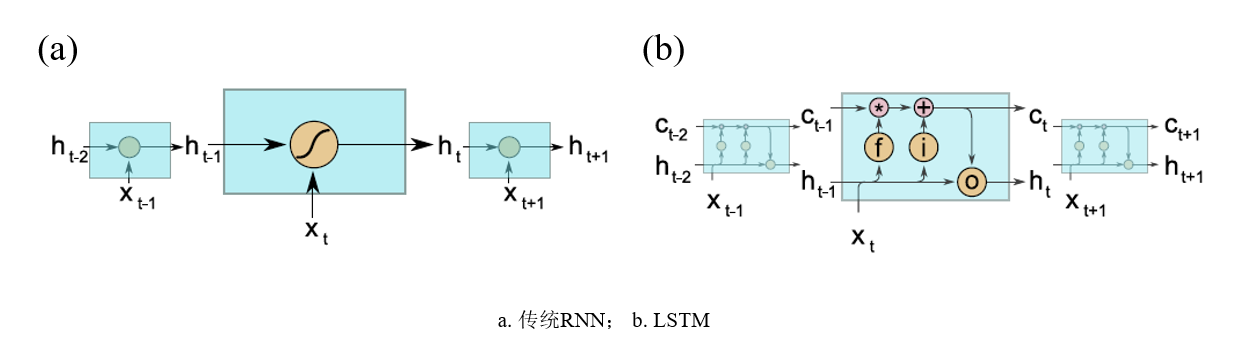 (a)
h t-2
h t-1
h t
h t+1
x t-1
x t
x t+1
(b)
c t-2
c t-1
* +
c t
c t+1
f i
h t-2
h t-1
o
h t
h t+1
x t-1
x t
x t+1
a. 传统RNN； b. LSTM